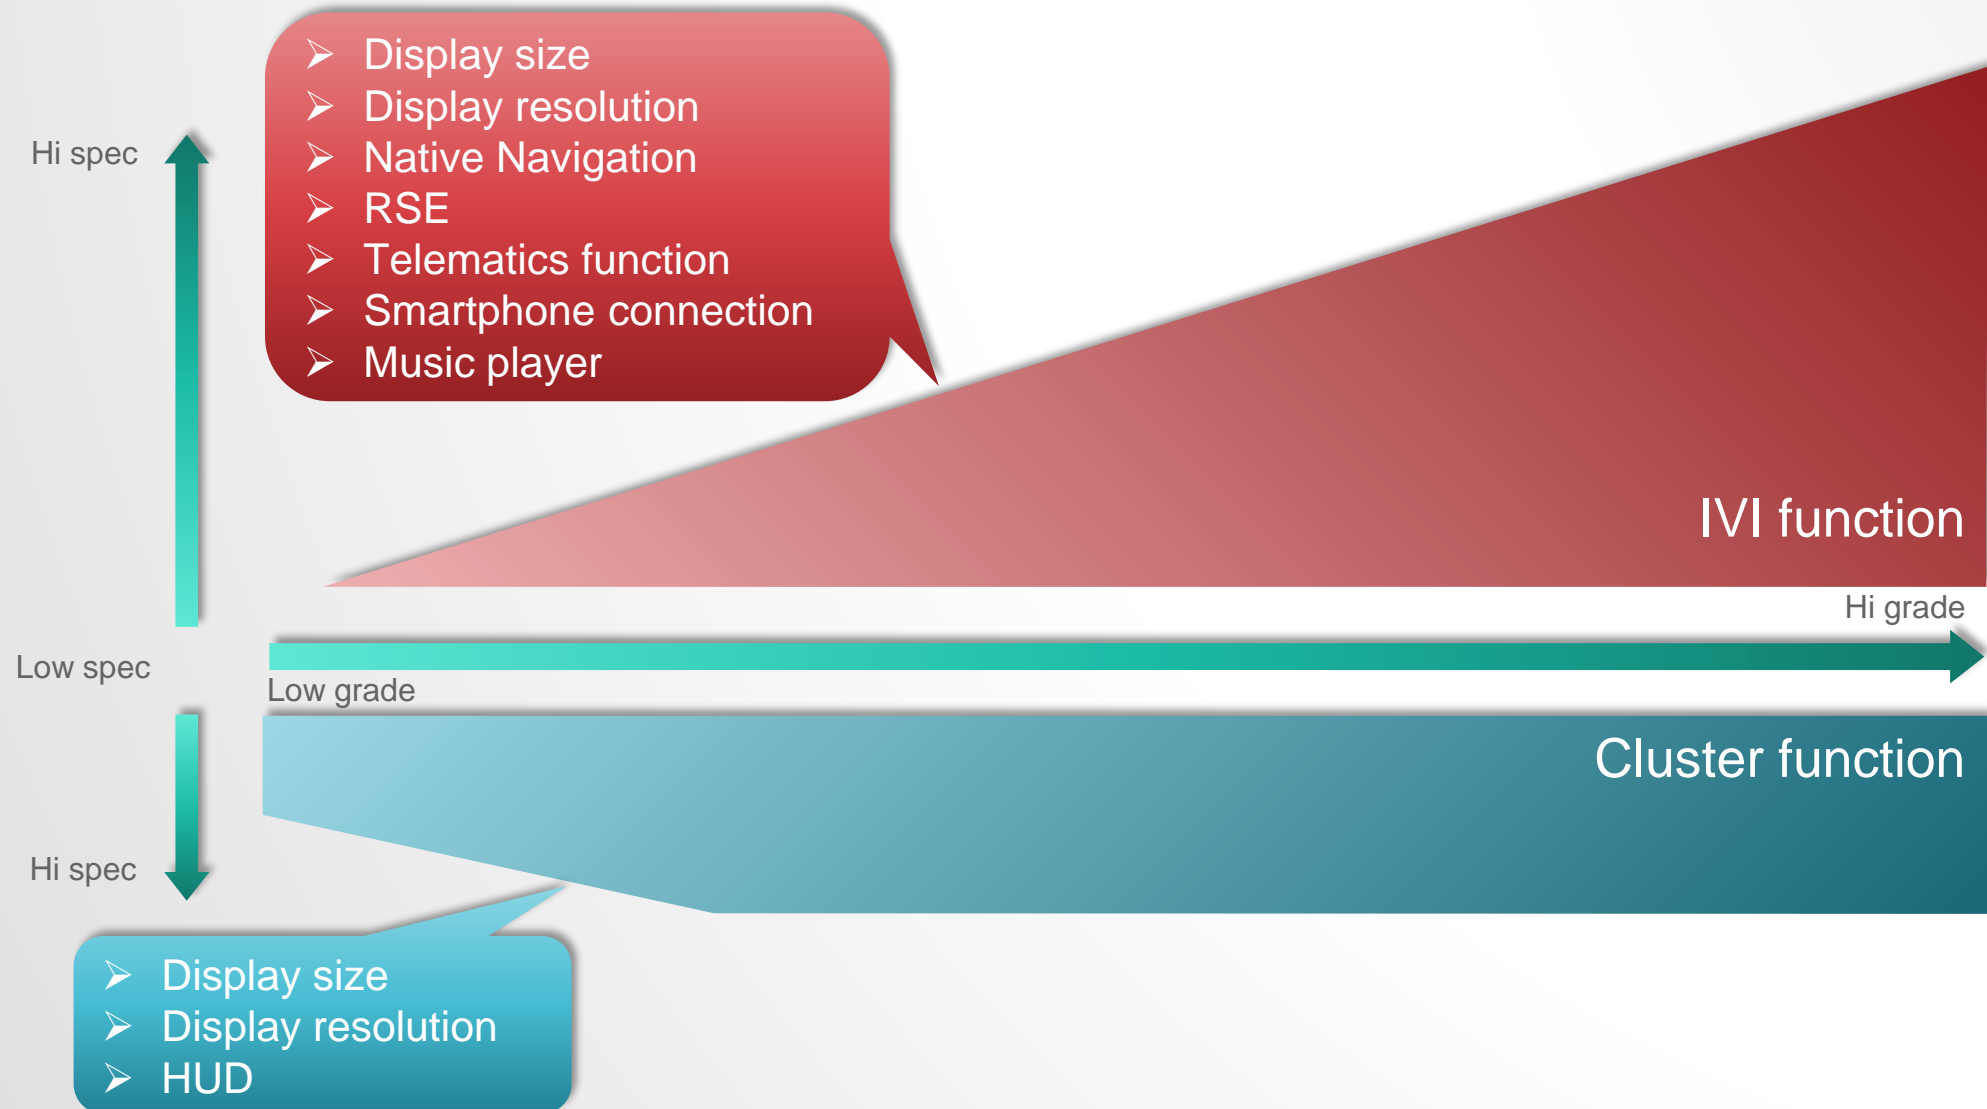 Display size
Display resolution
Native Navigation
RSE
Telematics function
Smartphone connection
Music player
Hi spec
IVI function
Hi grade
Low spec
Low grade
Cluster function
Hi spec
Display size
Display resolution
HUD